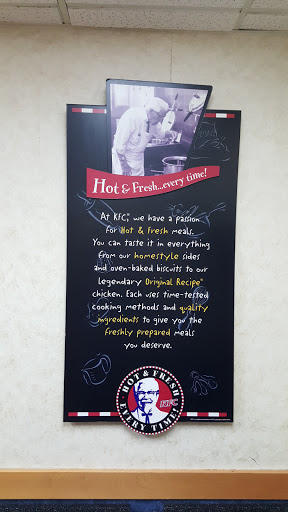 Hot & Fresh...every time!
At KFC, we have a passion
for Hot & Fresh meals.
You can taste it in everything
from our homestyle sides
and oven-baked biscuits to our
legendary Original Recipe®
chicken. Each uses time-tested
cooking methods and quality
ingredients to give you the
freshly prepared meals
you deserve.
HOT & FRESH
KFC
EVERY TIME!